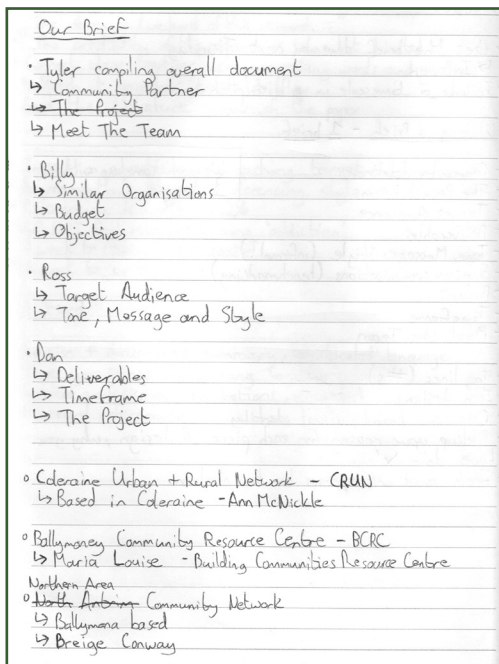 Our Brief
· Tyler compiling overall document
↳ Community Partner
↳ The Project
↳ Meet The Team
· Billy
↳ Similar Organisations
↳ Budget
↳ Objectives
· Ross
↳ Target Audience
↳ Tone, Message and Style
· Dan
↳ Deliverables
↳ Timeframe
↳ The Project
° Coleraine Urban + Rural Network - CRUN
↳ Based in Coleraine - Ann McNickle
° Ballymoney Community Resource Centre - BCRC
↳ Maria Louise - Building Communities Resource Centre
Northern Area
° North Antrim Community Network
↳ Ballymena based
↳ Breige Conway